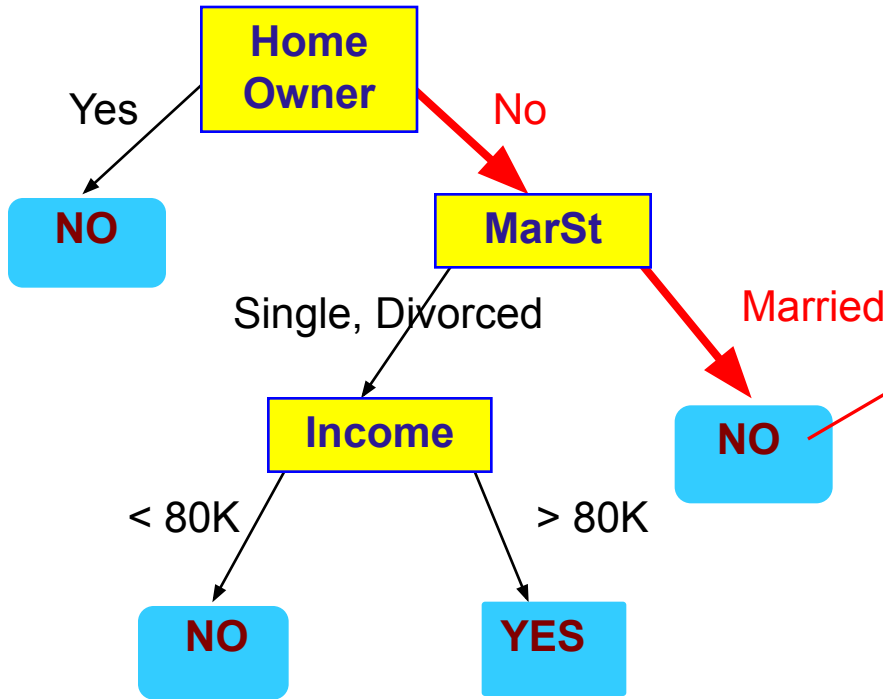 Home
Owner
Yes
No
NO
MarSt
Single, Divorced
Married
Income
NO
< 80K
> 80K
NO
YES